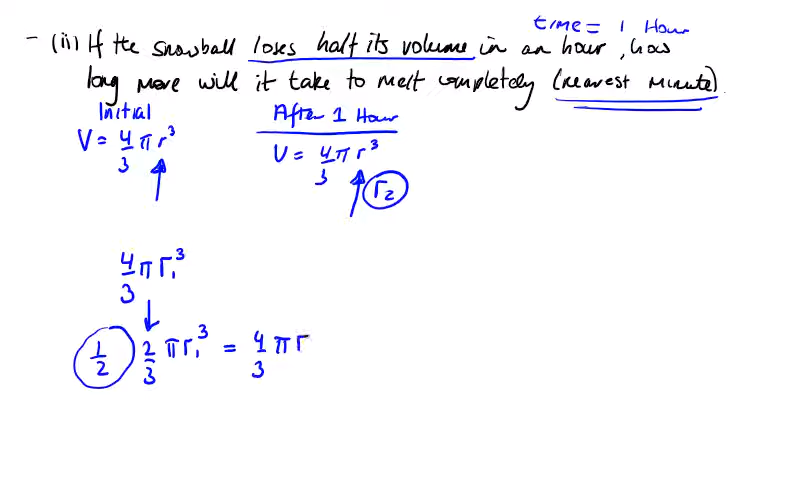 time = 1 Hour
- (ii) If the snowball loses half its volume in an hour, how
long more will it take to melt completely (nearest minute).
Initial
V = 4/3 π r³
After 1 Hour
V = 4/3 π r³
r₂
4/3 π r₁³
1/2 2/3 π r₁³ = 4/3 π r